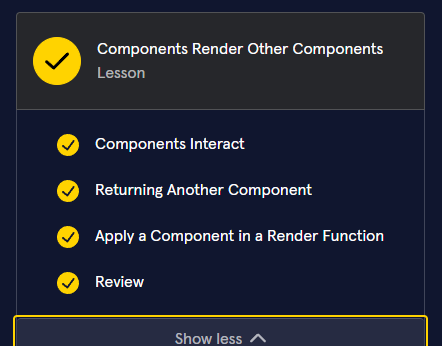 Components Render Other Components
Lesson
Components Interact
Returning Another Component
Apply a Component in a Render Function
Review
Show less